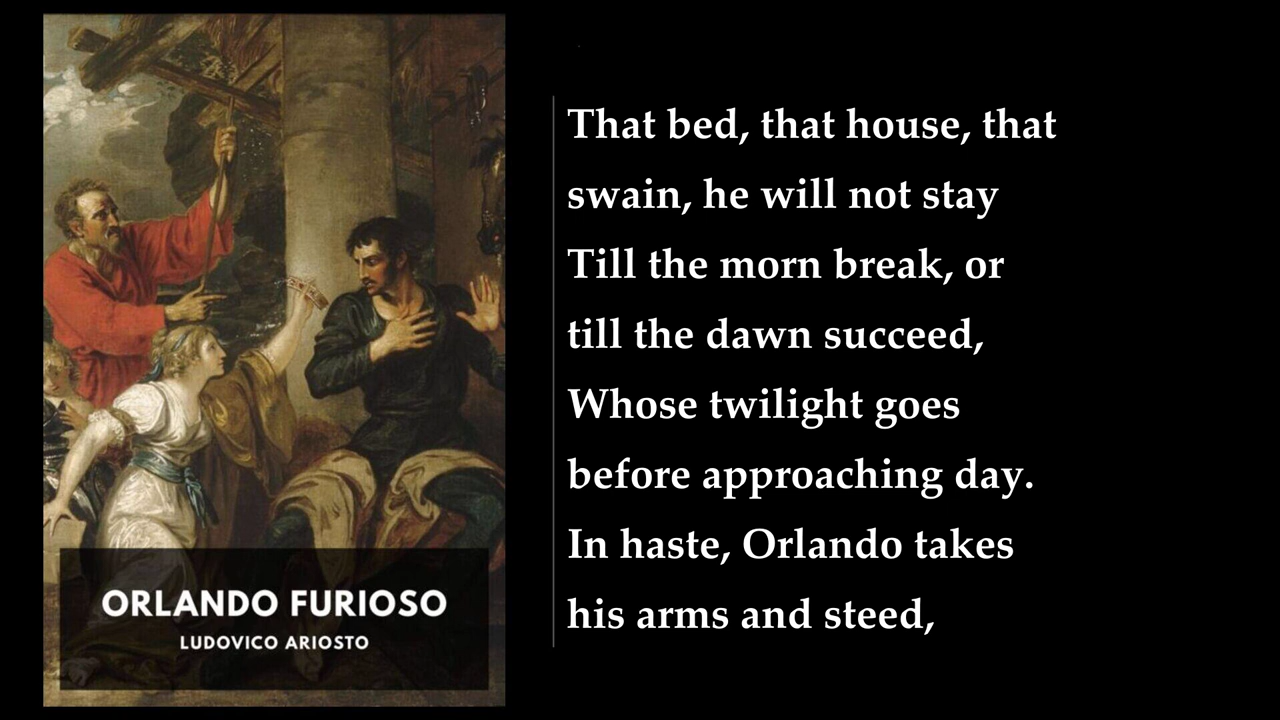 ORLANDO FURIOSO
LUDOVICO ARIOSTO
That bed, that house, that
swain, he will not stay
Till the morn break, or
till the dawn succeed,
Whose twilight goes
before approaching day.
In haste, Orlando takes
his arms and steed,